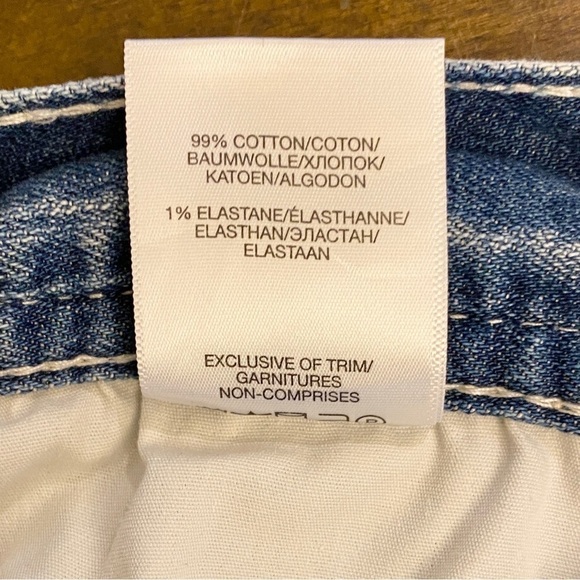 99% COTTON/COTON/
BAUMWOLLE/ХЛОПОК/
KATOEN/ALGODON
1% ELASTANE/ÉLASTHANNE/
ELASTHAN/ЭЛАСТАН/
ELASTAAN
EXCLUSIVE OF TRIM/
GARNITURES
NON-COMPRISES